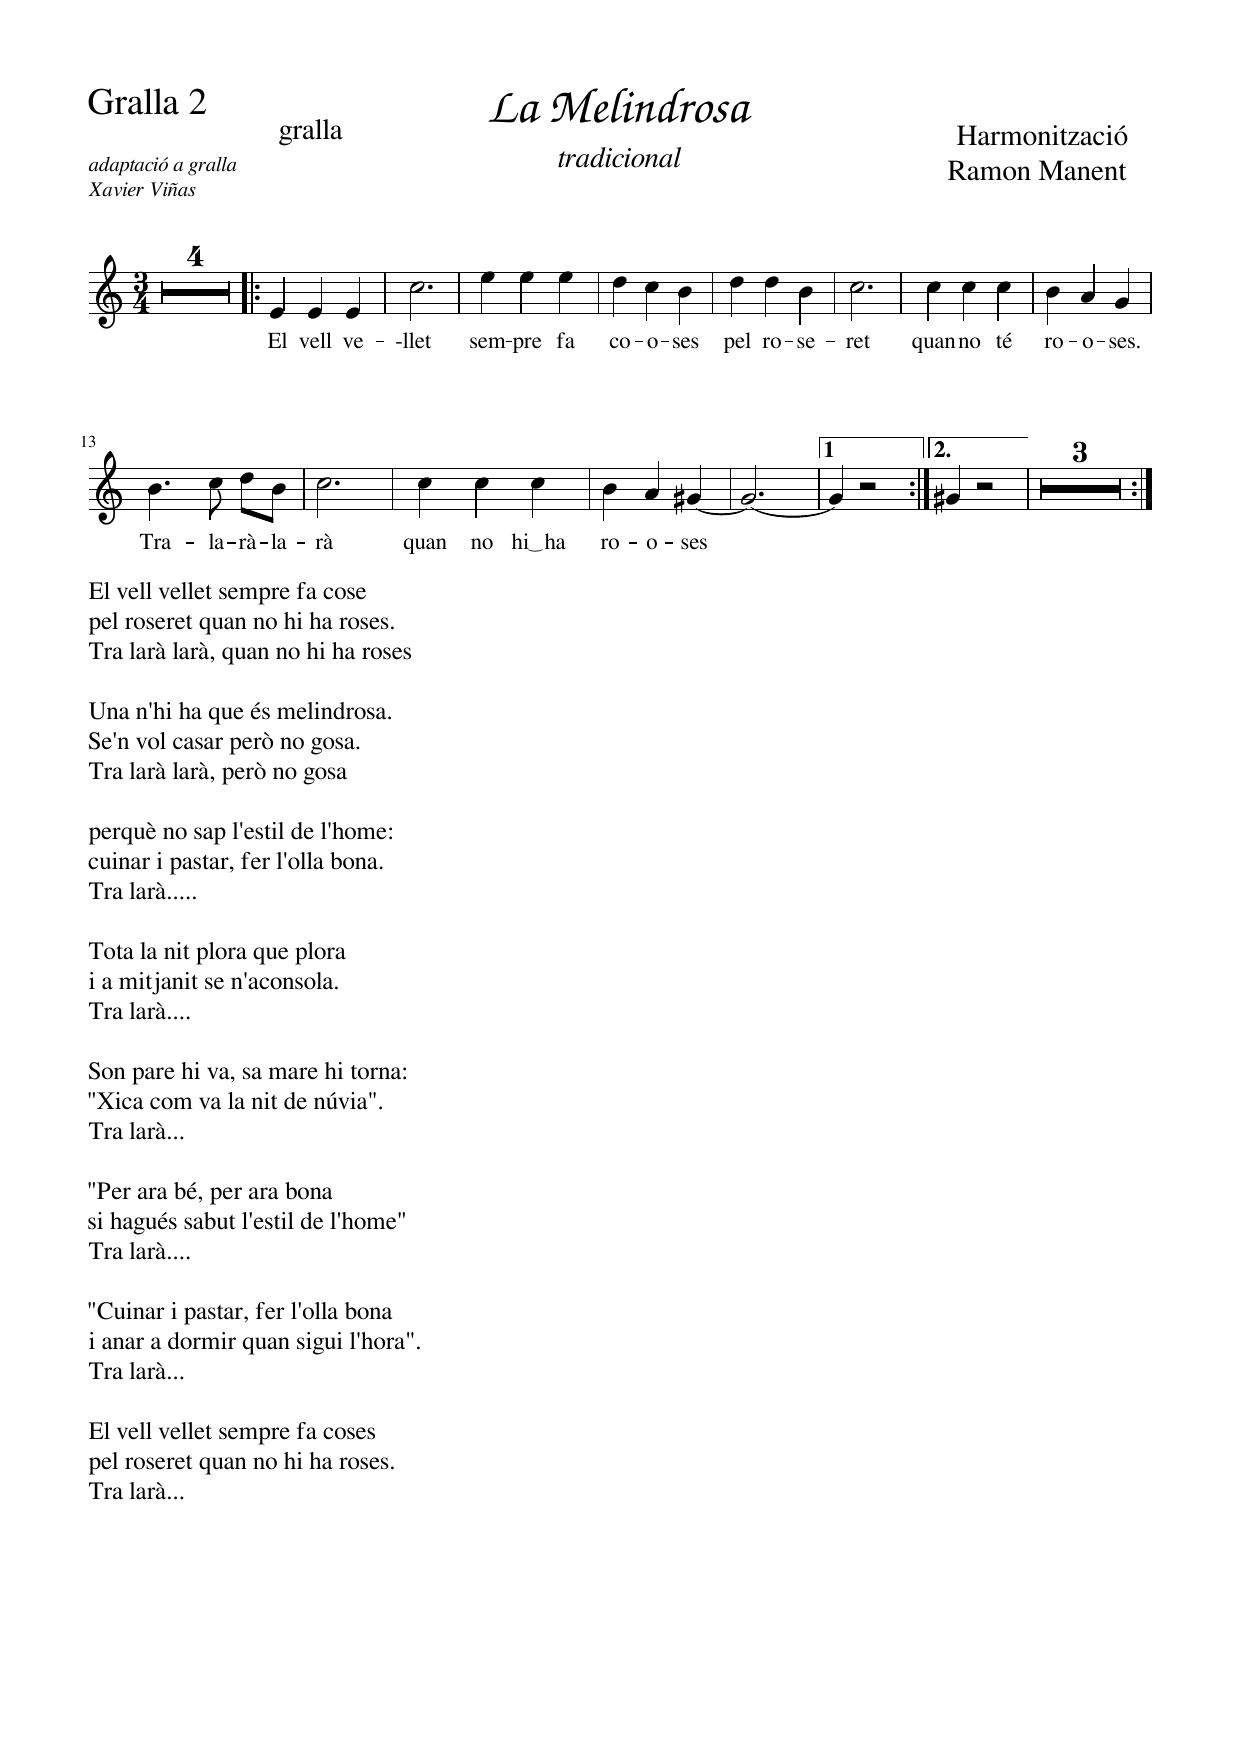 Gralla 2
gralla
La Melindrosa
tradicional
Harmonització
Ramon Manent
adaptació a gralla
Xavier Viñas
4
3
4
El vell ve - -llet sem-pre fa co-o-ses pel ro-se - ret quan no té ro-o-ses.
13
1
2.
3
Tra - la-rà-la - rà quan no hi‿ha ro - o - ses
El vell vellet sempre fa cose
pel roseret quan no hi ha roses.
Tra larà larà, quan no hi ha roses
Una n'hi ha que és melindrosa.
Se'n vol casar però no gosa.
Tra larà larà, però no gosa
perquè no sap l'estil de l'home:
cuinar i pastar, fer l'olla bona.
Tra larà.....
Tota la nit plora que plora
i a mitjanit se n'aconsola.
Tra larà....
Son pare hi va, sa mare hi torna:
"Xica com va la nit de núvia".
Tra larà...
"Per ara bé, per ara bona
si hagués sabut l'estil de l'home"
Tra larà....
"Cuinar i pastar, fer l'olla bona
i anar a dormir quan sigui l'hora".
Tra larà...
El vell vellet sempre fa coses
pel roseret quan no hi ha roses.
Tra larà...